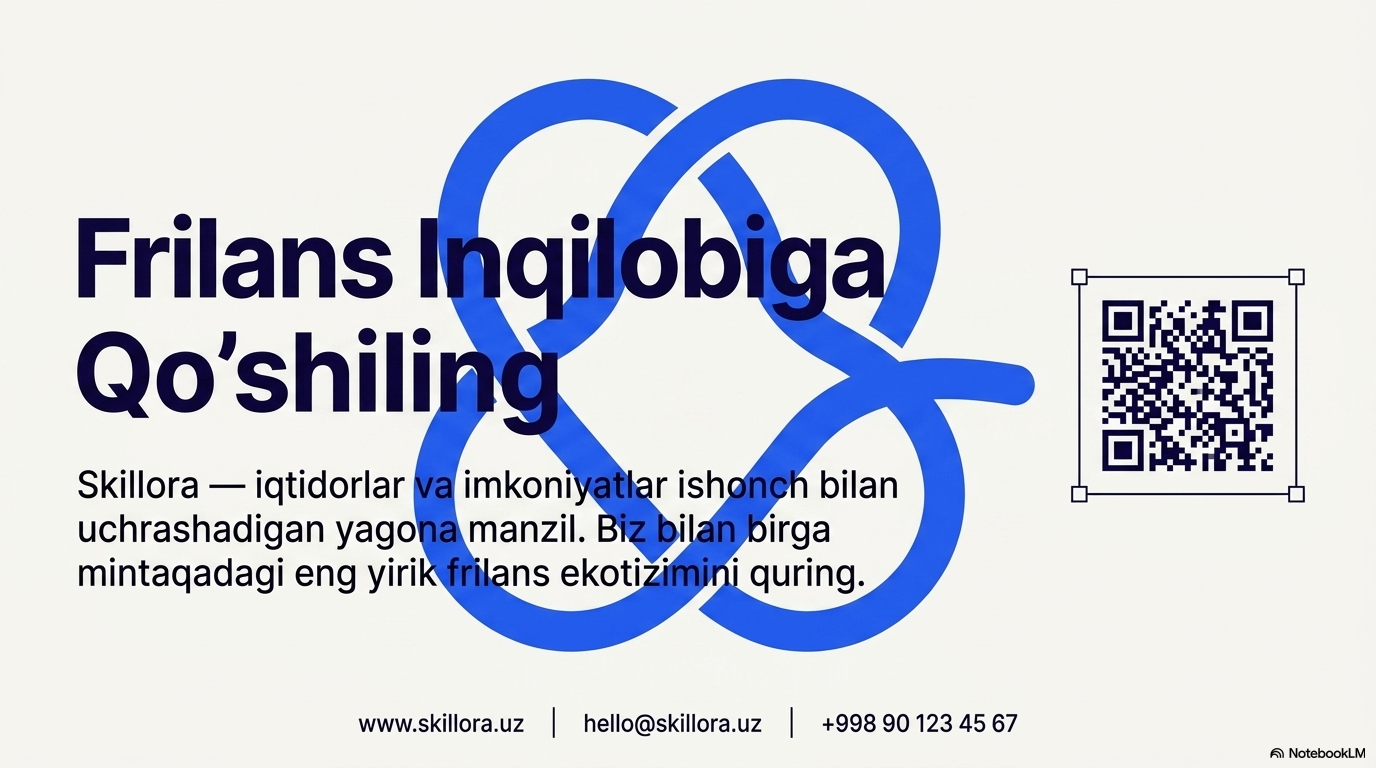 Frilans Inqilobiga
Qo’shiling
Skillora — iqtidorlar va imkoniyatlar ishonch bilan
uchrashadigan yagona manzil. Biz bilan birga
mintaqadagi eng yirik frilans ekotizimini quring.
www.skillora.uz | hello@skillora.uz | +998 90 123 45 67
NotebookLM